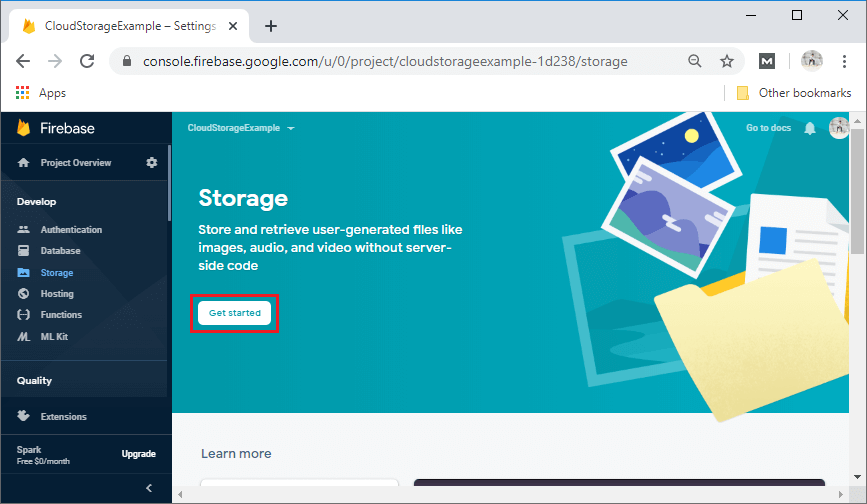 CloudStorageExample – Settings
console.firebase.google.com/u/0/project/cloudstorageexample-1d238/storage
Apps
Other bookmarks
Firebase
CloudStorageExample
Go to docs
Project Overview
Develop
Authentication
Database
Storage
Hosting
Functions
ML Kit
Quality
Extensions
Spark
Free $0/month
Upgrade
Storage
Store and retrieve user-generated files like
images, audio, and video without server-
side code
Get started
Learn more